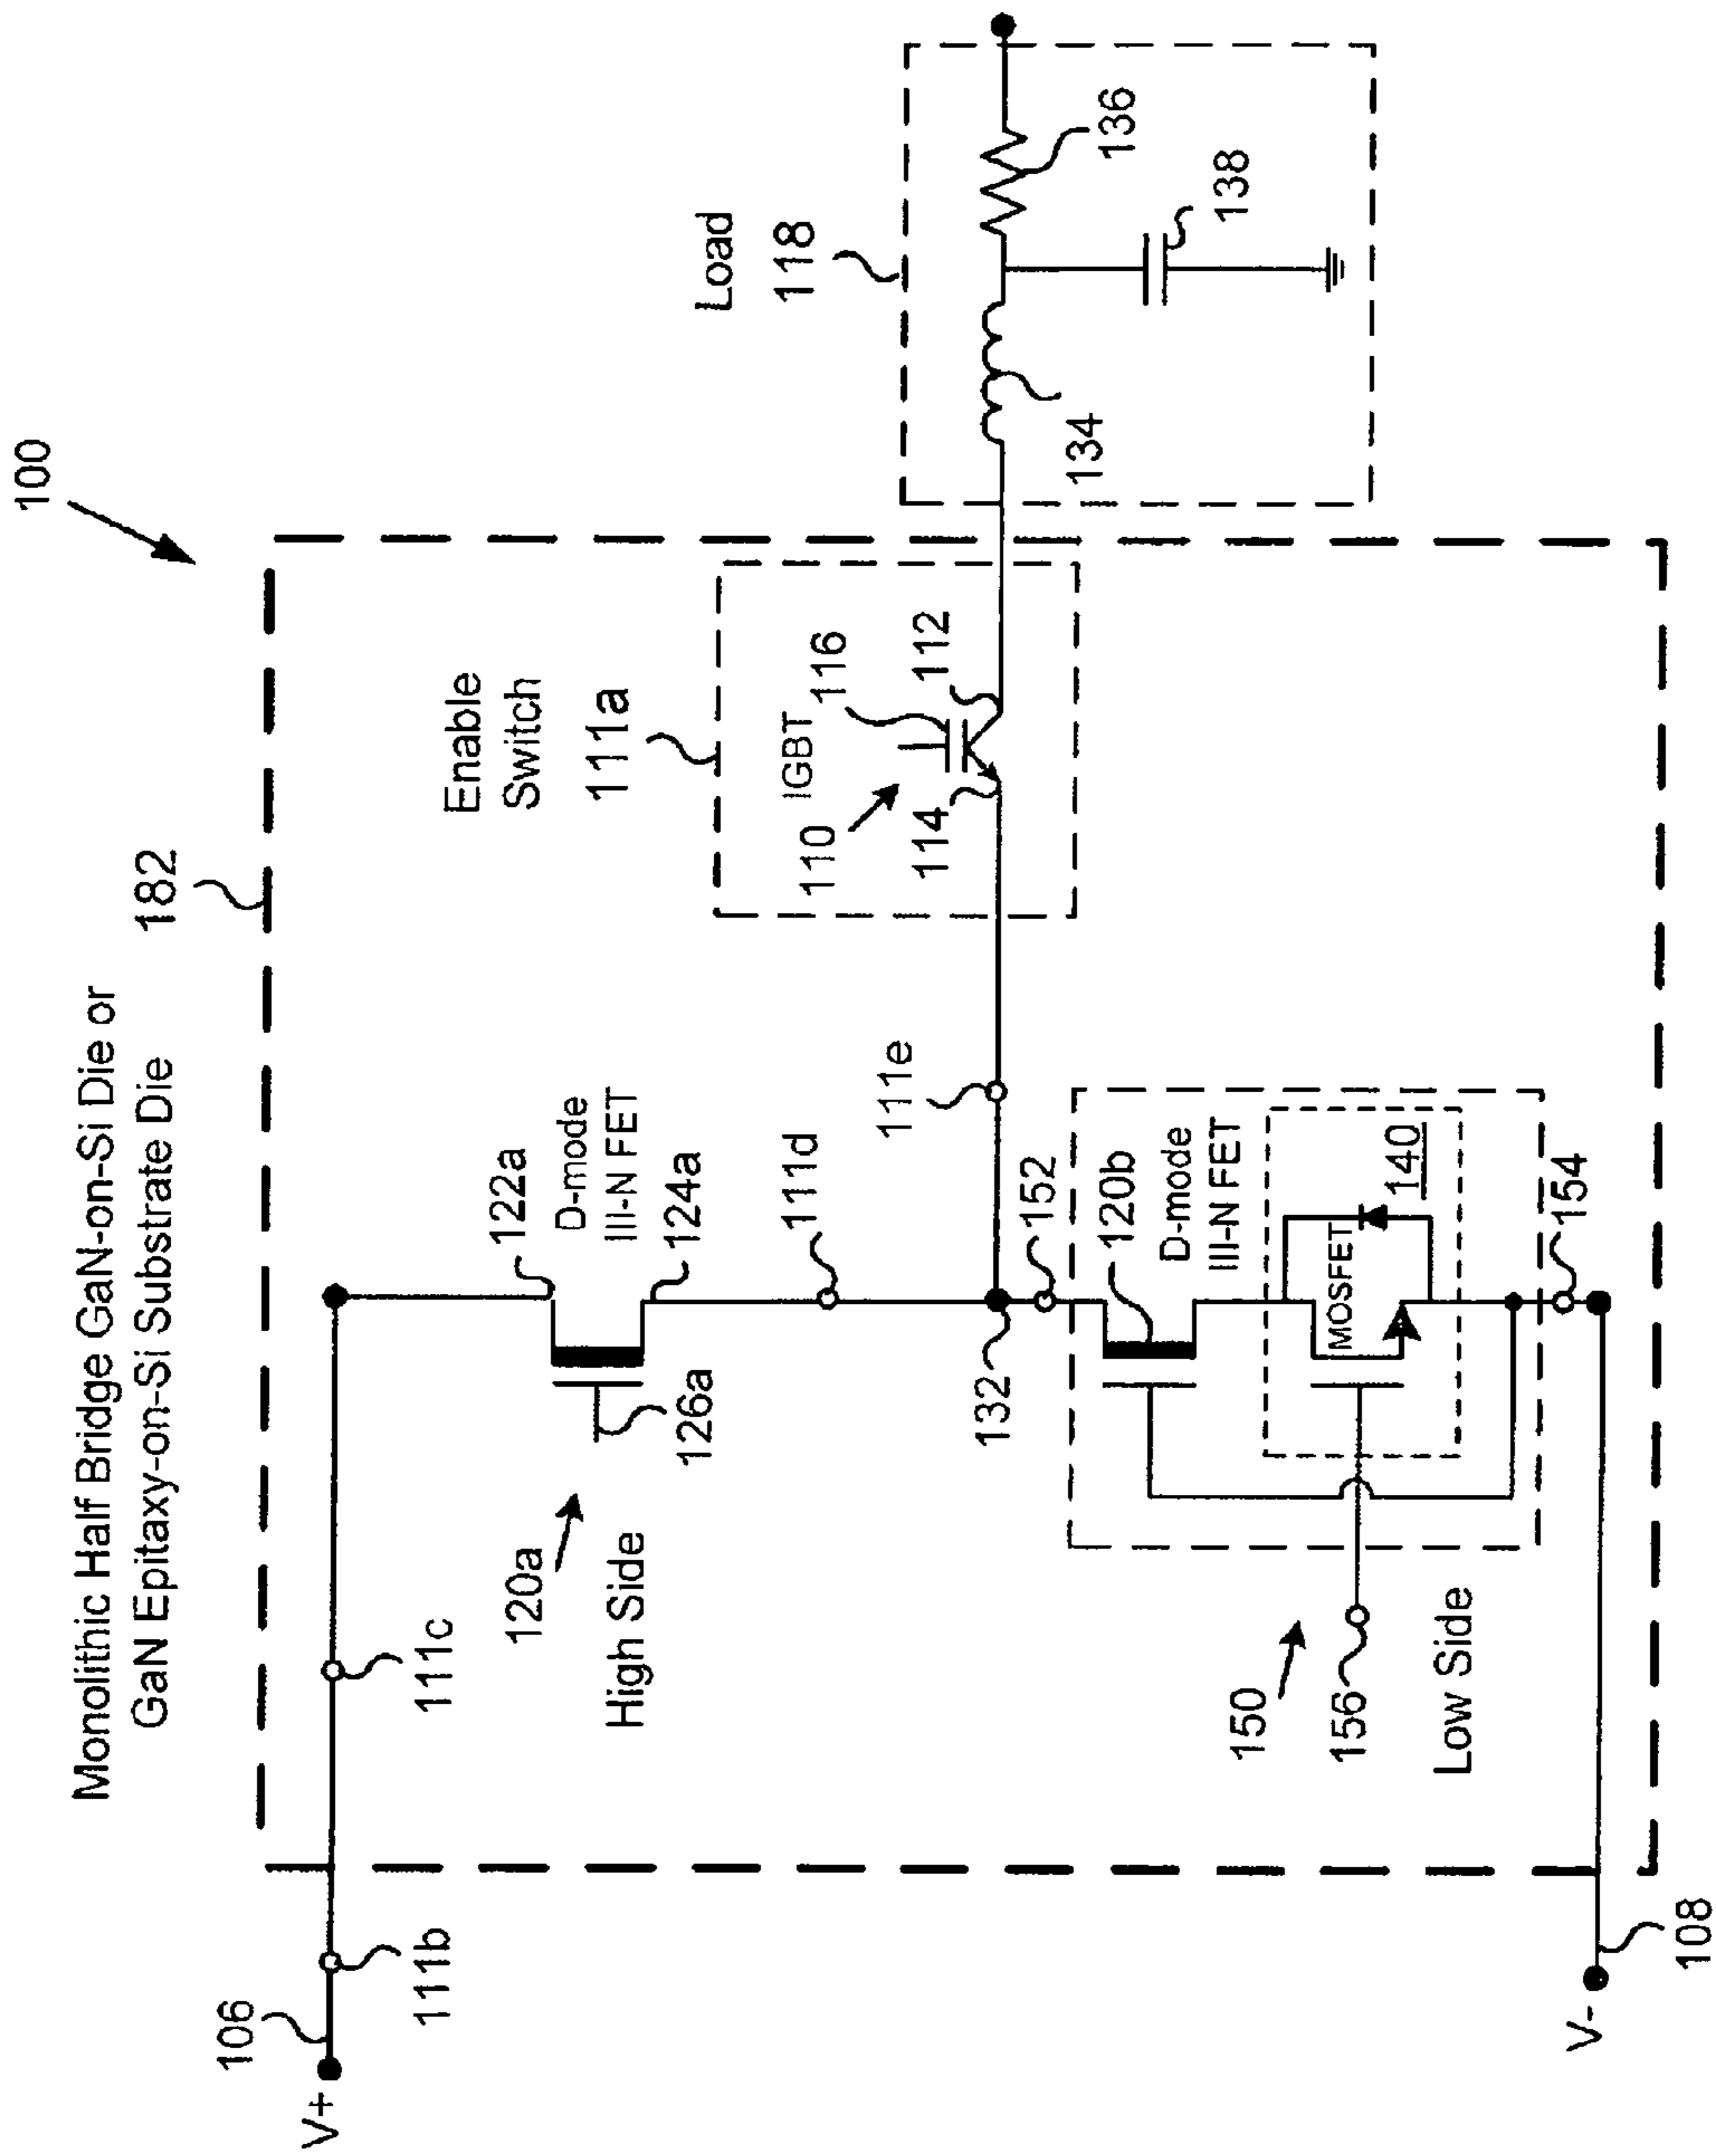 100
Monolithic Half Bridge GaN-on-Si Die or
GaN Epitaxy-on-Si Substrate Die
182
V+
106
111b
111c
122a
D-mode
III-N FET
124a
126a
120a
High Side
111d
111e
132
152
120b
D-mode
III-N FET
MOSFET
140
154
150
156
Low Side
V-
108
Enable
Switch
111a
IGBT
110
116
114
112
Load
118
134
136
138